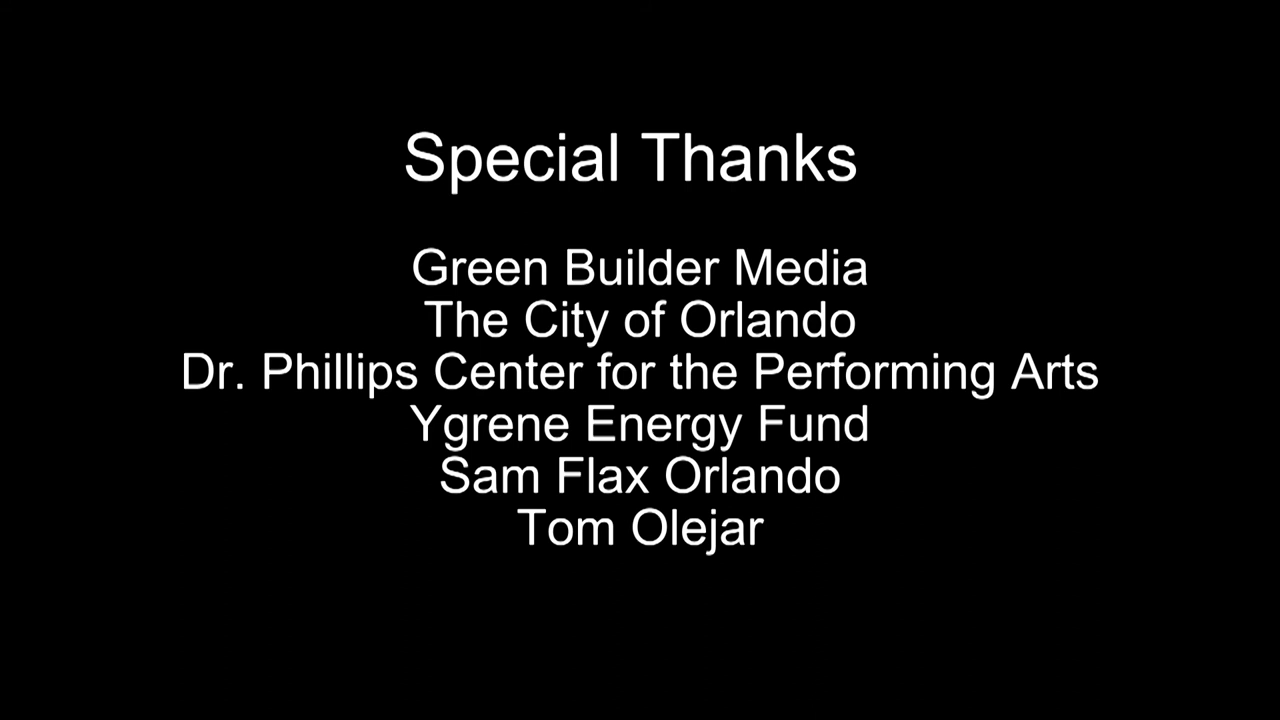 Special Thanks
Green Builder Media
The City of Orlando
Dr. Phillips Center for the Performing Arts
Ygrene Energy Fund
Sam Flax Orlando
Tom Olejar